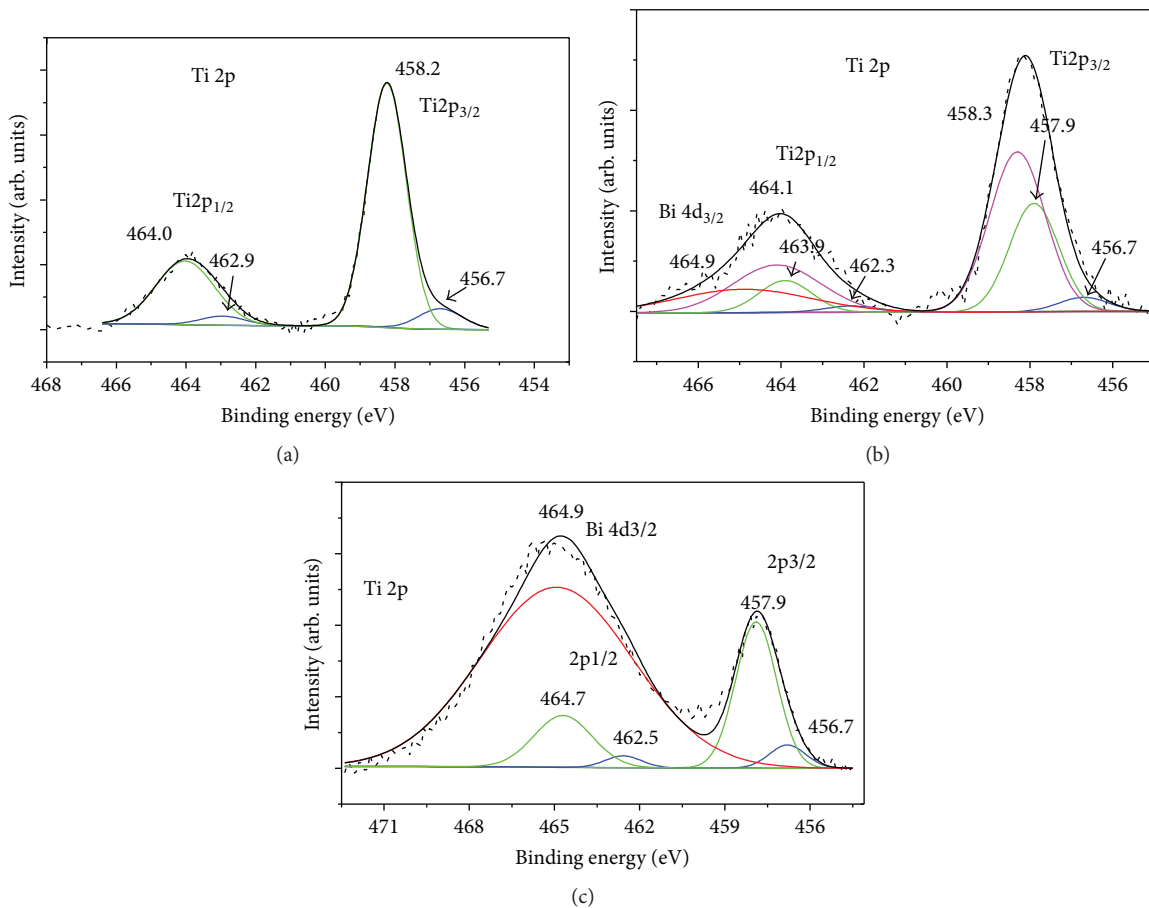 Ti 2p
458.2
Ti2p3/2
Ti2p1/2
464.0
462.9
456.7
Intensity (arb. units)
468 466 464 462 460 458 456 454
Binding energy (eV)
(a)
Ti 2p
Ti2p3/2
458.3
457.9
Ti2p1/2
464.1
Bi 4d3/2
464.9
463.9
462.3
456.7
Intensity (arb. units)
466 464 462 460 458 456
Binding energy (eV)
(b)
464.9
Bi 4d3/2
2p3/2
Ti 2p
457.9
2p1/2
464.7
462.5
456.7
Intensity (arb. units)
471 468 465 462 459 456
Binding energy (eV)
(c)